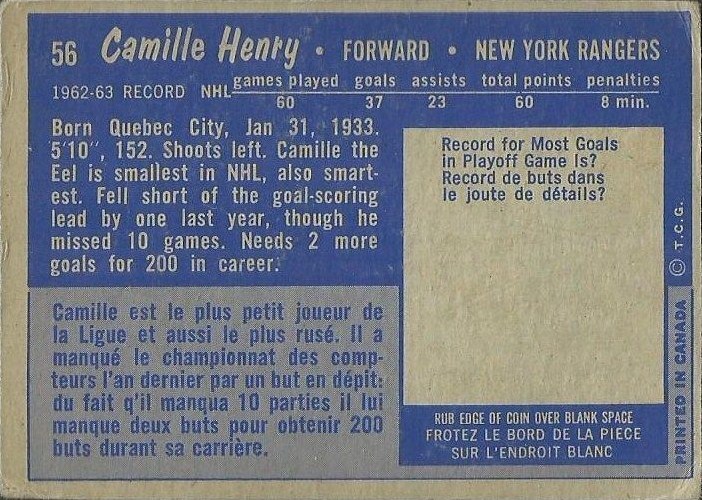 56 Camille Henry • FORWARD • NEW YORK RANGERS
games played goals assists total points penalties
1962-63 RECORD NHL 60 37 23 60 8 min.
Born Quebec City, Jan 31, 1933.
5'10", 152. Shoots left. Camille the
Eel is smallest in NHL, also smart-
est. Fell short of the goal-scoring
lead by one last year, though he
missed 10 games. Needs 2 more
goals for 200 in career.
Camille est le plus petit joueur de
la Ligue et aussi le plus rusé. Il a
manqué le championnat des comp-
teurs l'an dernier par un but en dépit:
du fait q'il manqua 10 parties il lui
manque deux buts pour obtenir 200
buts durant sa carrière.
Record for Most Goals
in Playoff Game Is?
Record de buts dans
le joute de détails?
RUB EDGE OF COIN OVER BLANK SPACE
FROTEZ LE BORD DE LA PIECE
SUR L'ENDROIT BLANC
PRINTED IN CANADA © T.C.G.